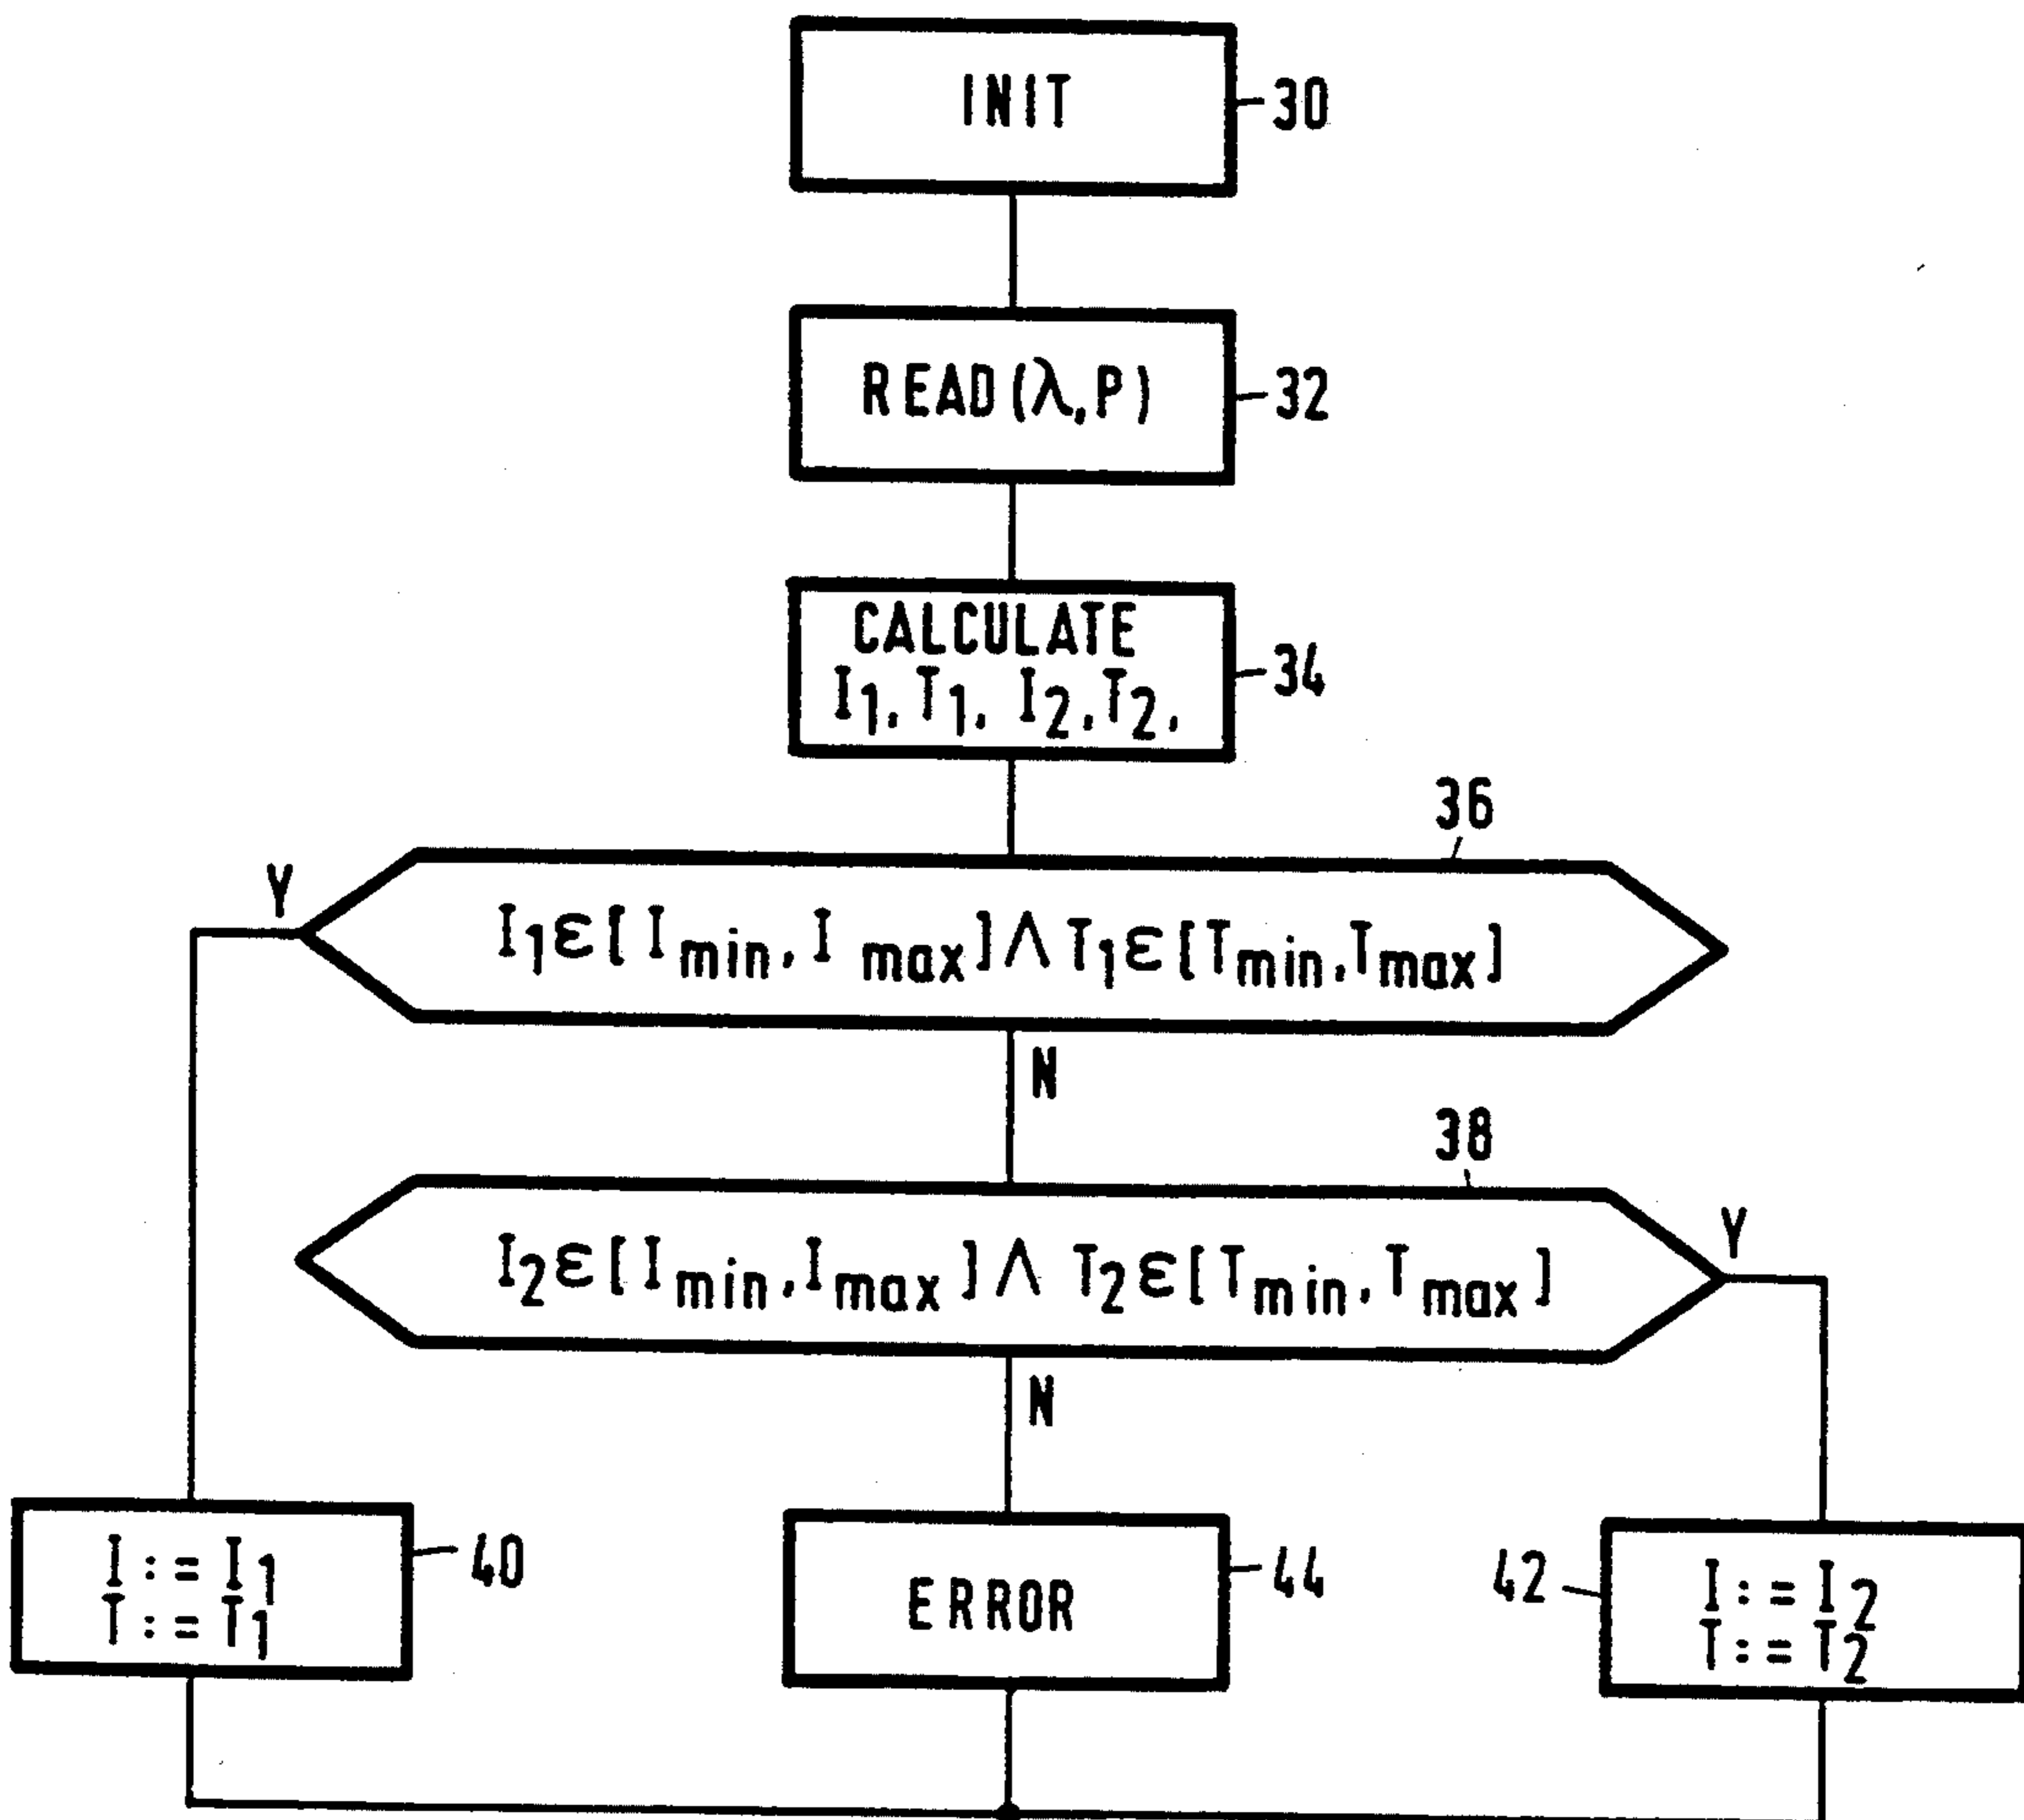 INIT
30
READ(λ,P)
32
CALCULATE
I1, T1, I2, T2,
34
36
Y
I1 ε [ Imin, I max ] ∧ T1 ε [Tmin, Tmax]
N
38
Y
I2 ε [ Imin, Imax ] ∧ T2 ε [Tmin, Tmax]
N
I := I1
T := T1
40
ERROR
44
42
I := I2
T := T2